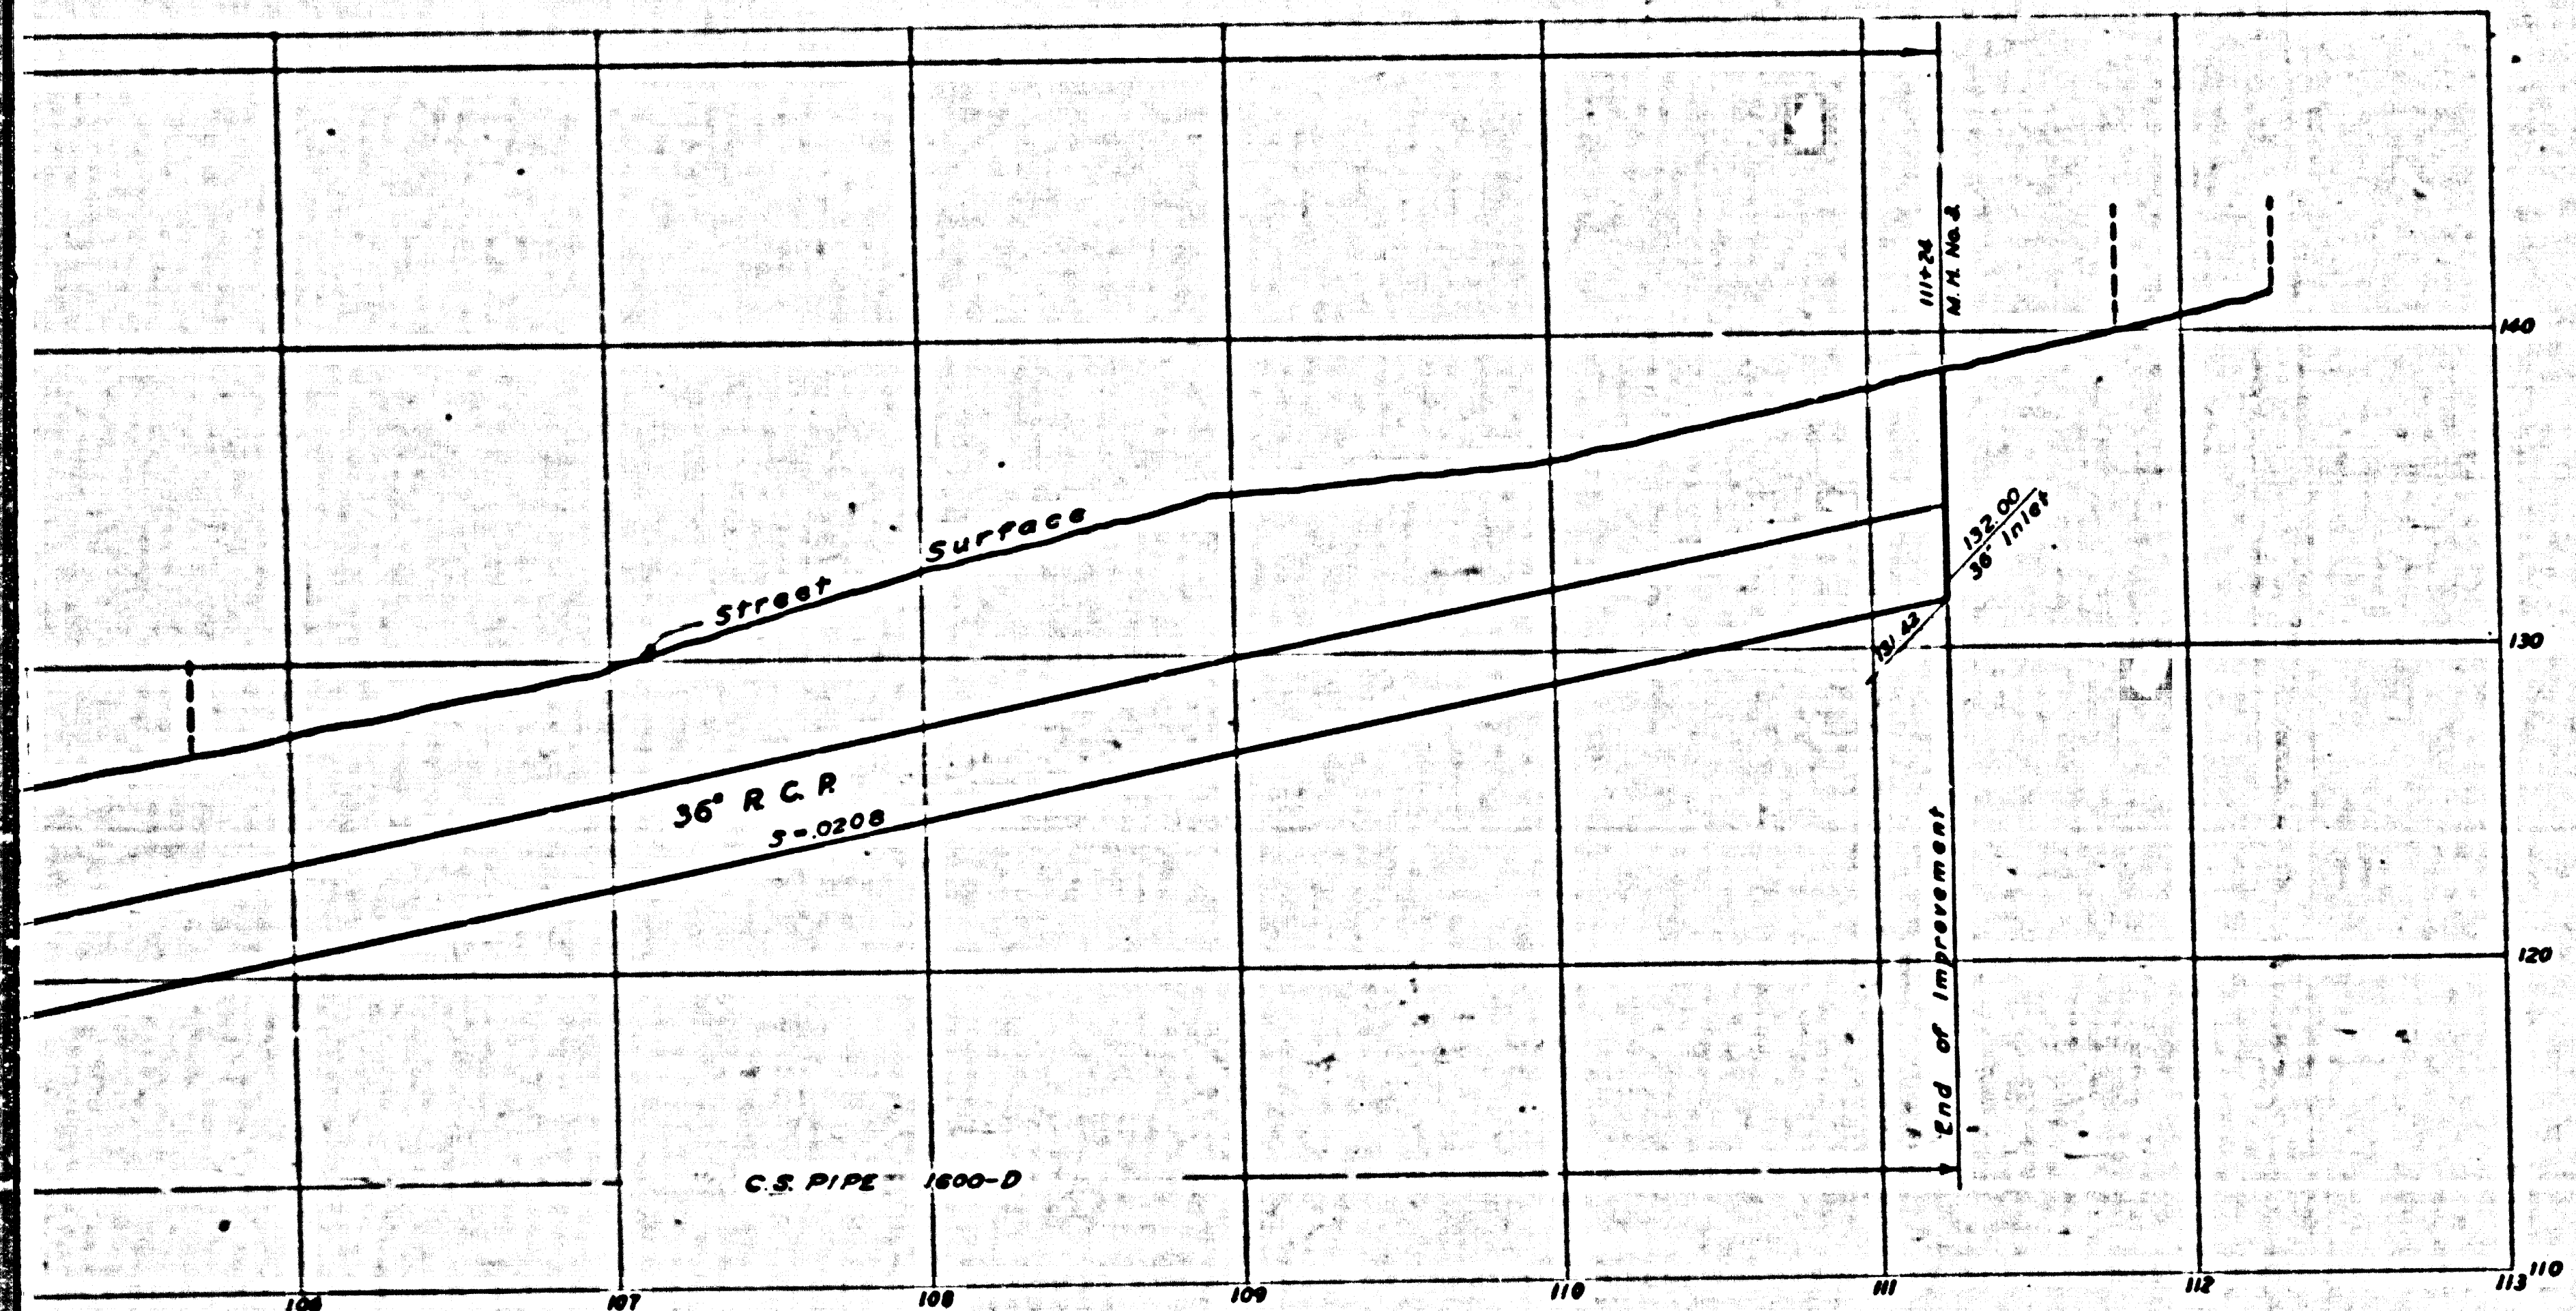 111+24
M.H. No. 2
140
132.00
36" Inlet
Street Surface
131.42
130
36" R.C.P.
S=.0208
End of Improvement
120
C.S. PIPE 1600-D
110
106 107 108 109 110 111 112 113